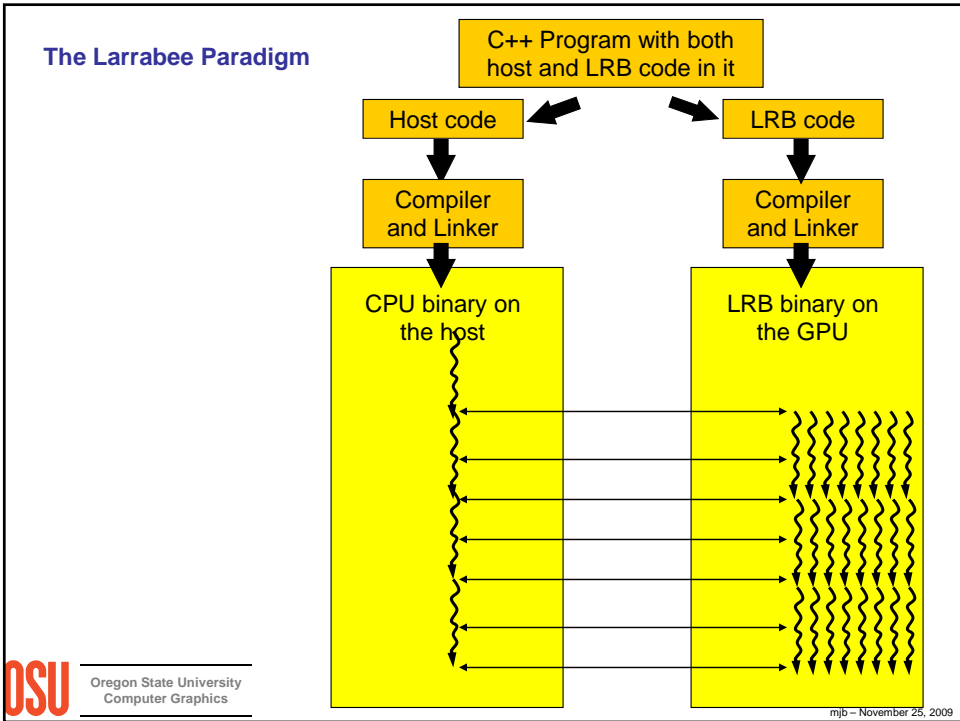 The Larrabee Paradigm
C++ Program with both
host and LRB code in it
Host code
LRB code
Compiler
and Linker
Compiler
and Linker
CPU binary on
the host
LRB binary on
the GPU
OSU
Oregon State University
Computer Graphics
mjb – November 25, 2009